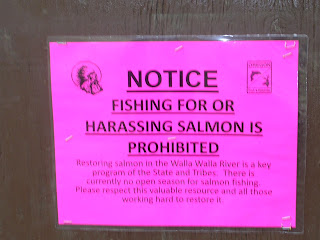 NOTICE
FISHING FOR OR
HARASSING SALMON IS
PROHIBITED
Restoring salmon in the Walla Walla River is a key
program of the State and Tribes. There is
currently no open season for salmon fishing.
Please respect this valuable resource and all those
working hard to restore it.